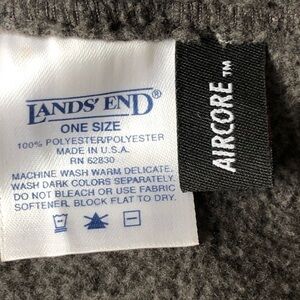 LANDS' END®
ONE SIZE
100% POLYESTER/POLYESTER
MADE IN U.S.A.
RN 62830
MACHINE WASH WARM DELICATE.
WASH DARK COLORS SEPARATELY.
DO NOT BLEACH OR USE FABRIC
SOFTENER. BLOCK FLAT TO DRY.
AIRCORE™